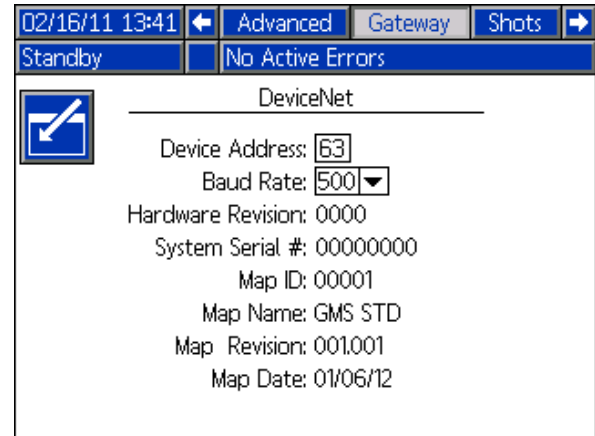 02/16/11 13:41 Advanced Gateway Shots
Standby No Active Errors
DeviceNet
Device Address: 63
Baud Rate: 500
Hardware Revision: 0000
System Serial #: 00000000
Map ID: 00001
Map Name: GMS STD
Map Revision: 001.001
Map Date: 01/06/12